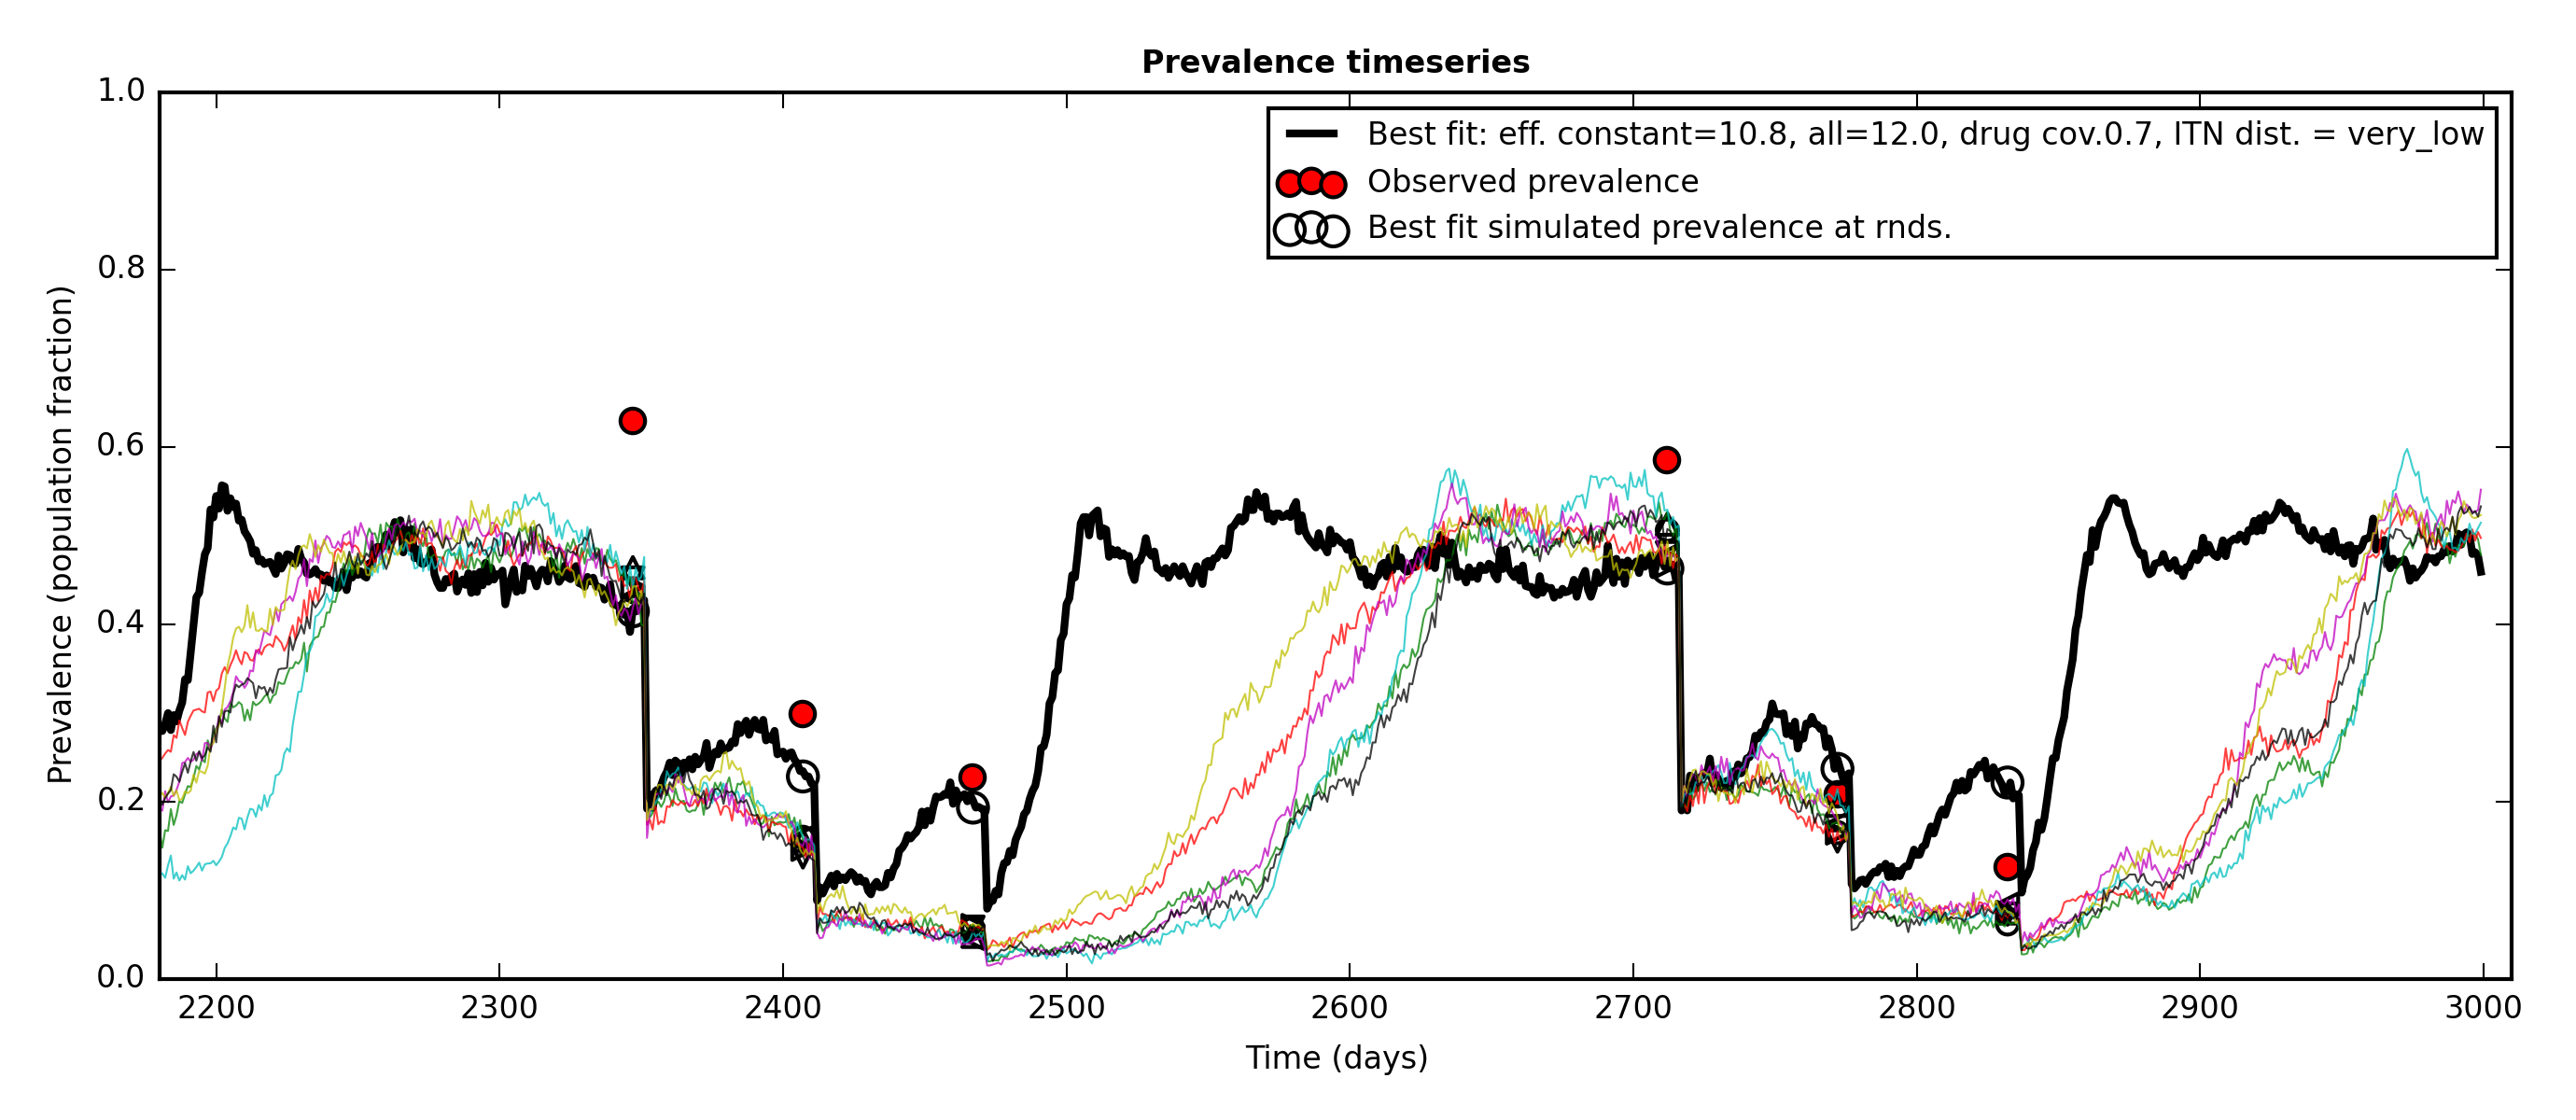 Prevalence timeseries
1.0
0.8
0.6
0.4
0.2
0.0
Prevalence (population fraction)
Best fit: eff. constant=10.8, all=12.0, drug cov.0.7, ITN dist. = very_low
Observed prevalence
Best fit simulated prevalence at rnds.
2200 2300 2400 2500 2600 2700 2800 2900 3000
Time (days)